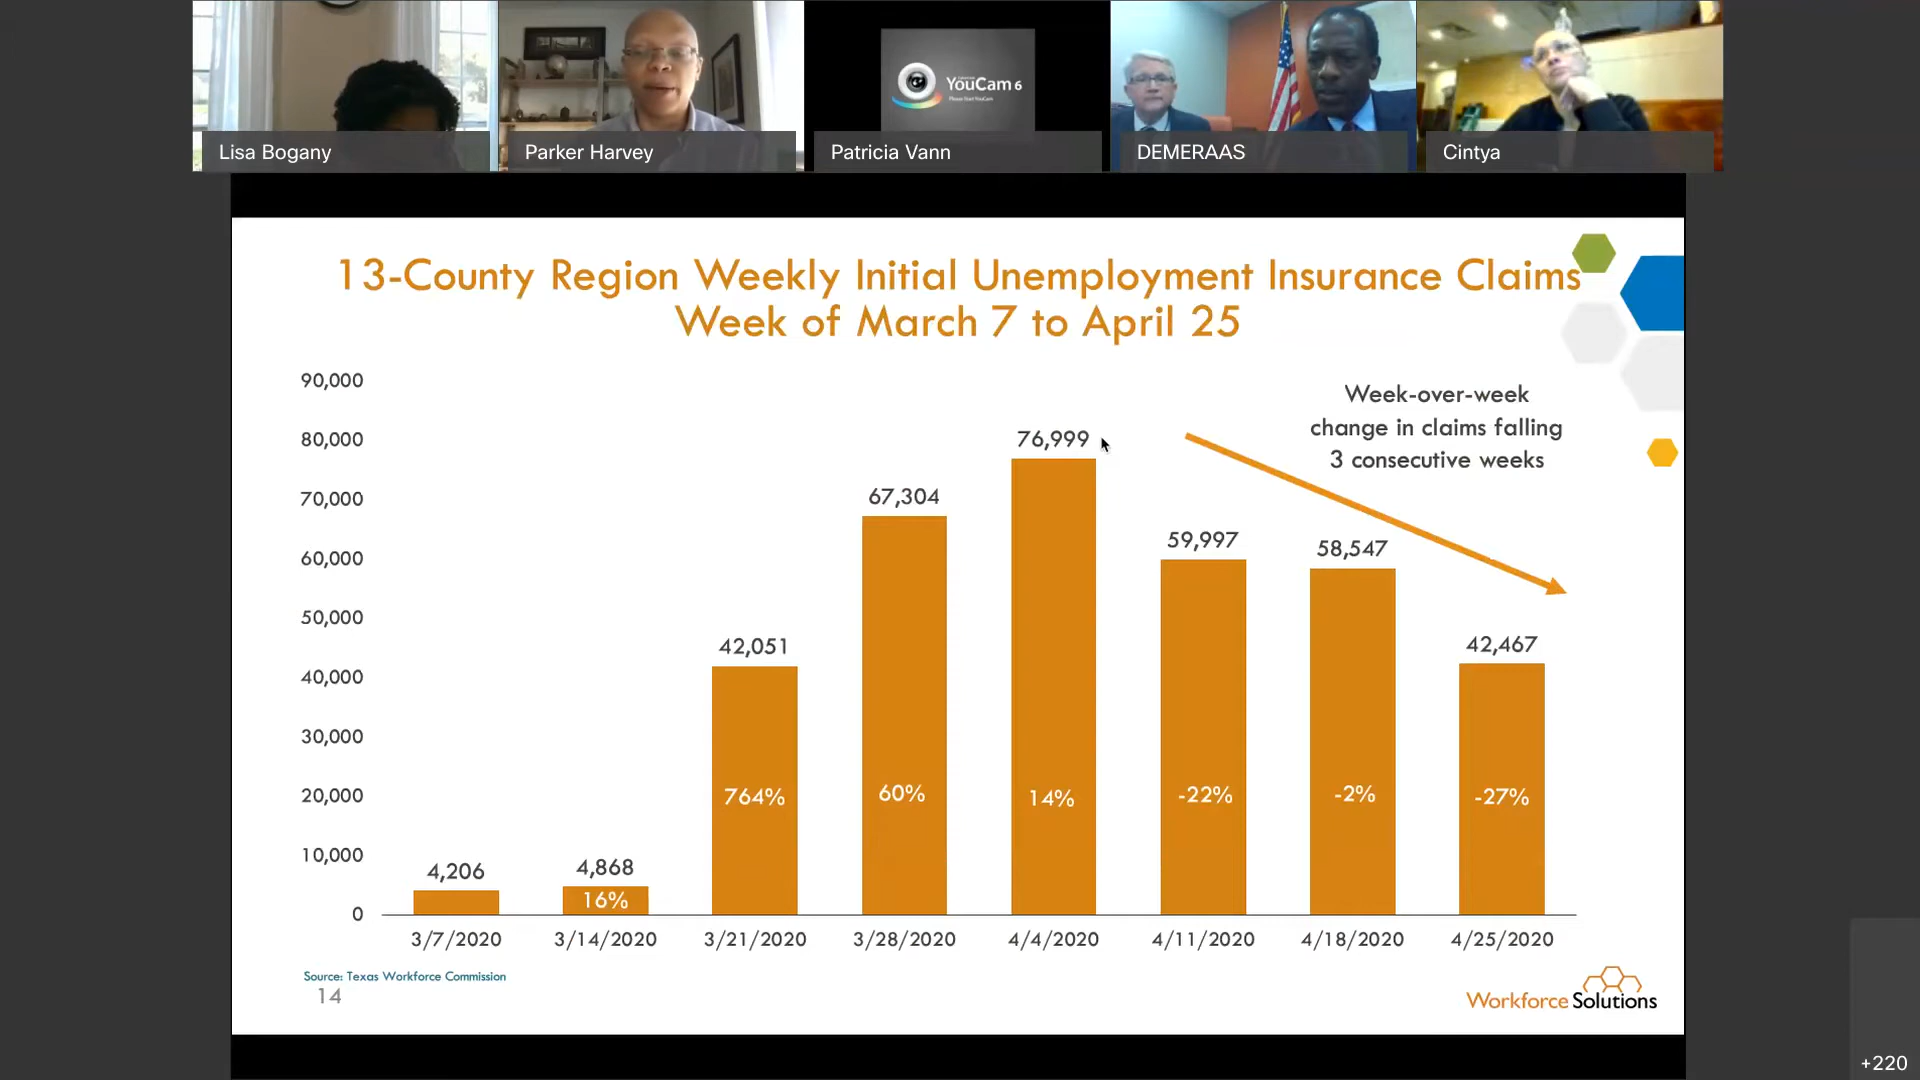 YouCam 6
Please Start YouCam
Lisa Bogany
Parker Harvey
Patricia Vann
DEMERAAS
Cintya
13-County Region Weekly Initial Unemployment Insurance Claims
Week of March 7 to April 25
Week-over-week
change in claims falling
3 consecutive weeks
90,000
80,000
70,000
60,000
50,000
40,000
30,000
20,000
10,000
0
4,206
4,868
42,051
67,304
76,999
59,997
58,547
42,467
16%
764%
60%
14%
-22%
-2%
-27%
3/7/2020
3/14/2020
3/21/2020
3/28/2020
4/4/2020
4/11/2020
4/18/2020
4/25/2020
Source: Texas Workforce Commission
14
Workforce Solutions
+220